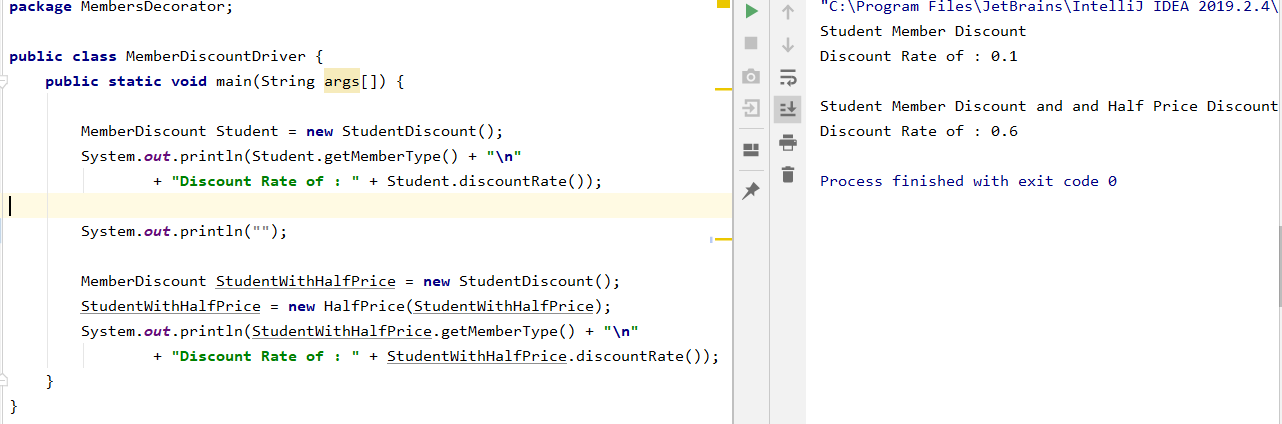 package MembersDecorator;
public class MemberDiscountDriver {
public static void main(String args[]) {
MemberDiscount Student = new StudentDiscount();
System.out.println(Student.getMemberType() + "\n"
+ "Discount Rate of : " + Student.discountRate());
System.out.println("");
MemberDiscount StudentWithHalfPrice = new StudentDiscount();
StudentWithHalfPrice = new HalfPrice(StudentWithHalfPrice);
System.out.println(StudentWithHalfPrice.getMemberType() + "\n"
+ "Discount Rate of : " + StudentWithHalfPrice.discountRate());
}
}
"C:\Program Files\JetBrains\IntelliJ IDEA 2019.2.4\
Student Member Discount
Discount Rate of : 0.1
Student Member Discount and and Half Price Discount
Discount Rate of : 0.6
Process finished with exit code 0